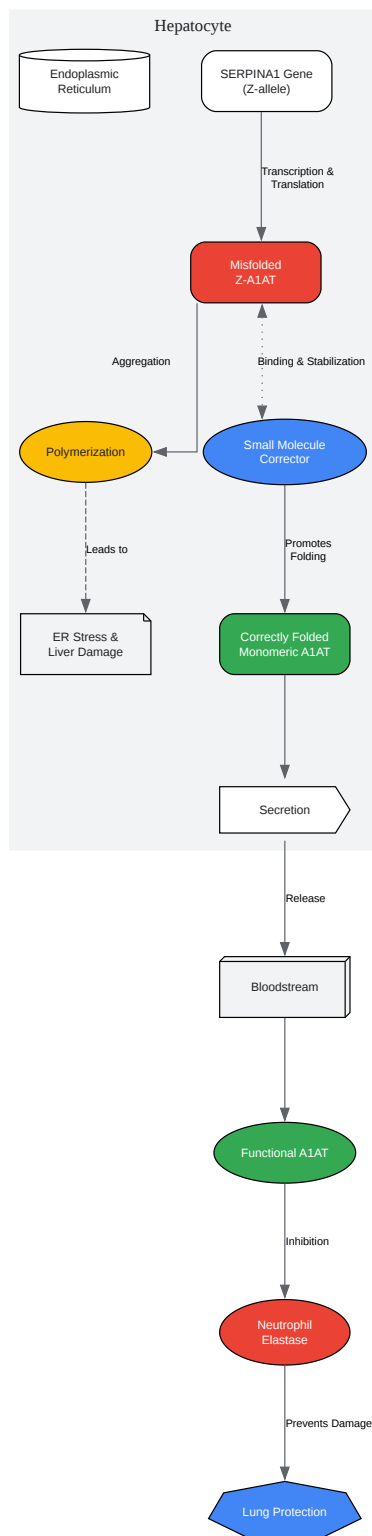 Hepatocyte
Endoplasmic
Reticulum
SERPINA1 Gene
(Z-allele)
Transcription &
Translation
Misfolded
Z-A1AT
Aggregation
Binding & Stabilization
Polymerization
Small Molecule
Corrector
Leads to
Promotes
Folding
ER Stress &
Liver Damage
Correctly Folded
Monomeric A1AT
Secretion
Release
Bloodstream
Functional A1AT
Inhibition
Neutrophil
Elastase
Prevents Damage
Lung Protection